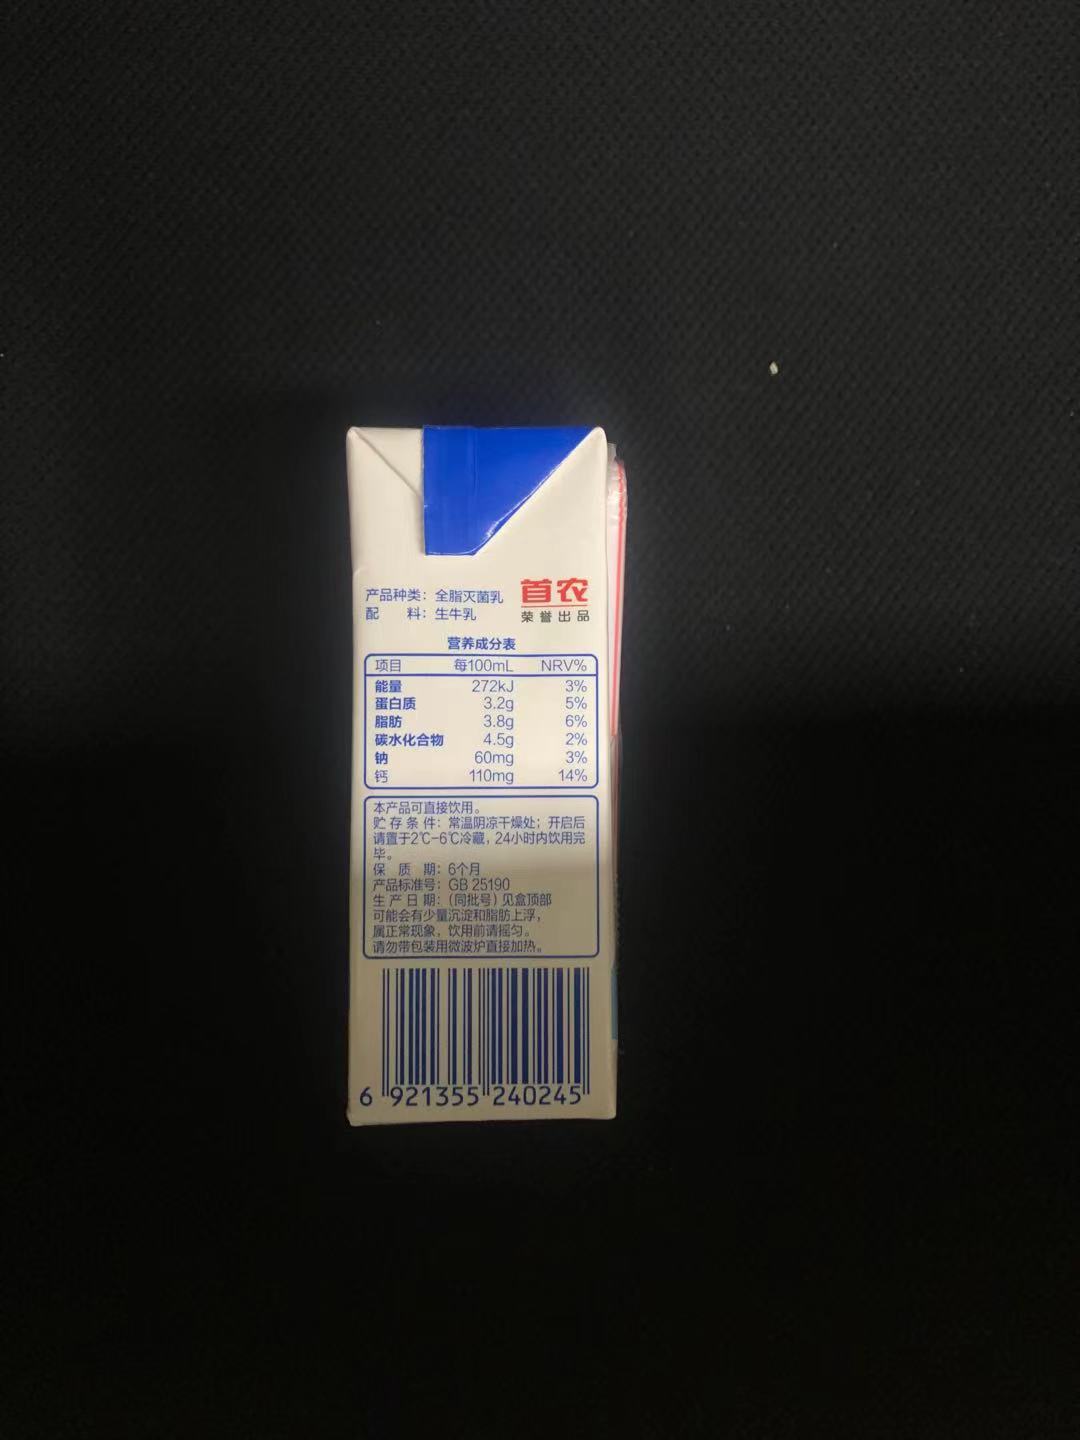 产品种类：全脂灭菌乳
配 料：生牛乳
首农
荣誉出品
营养成分表
项目 每100mL NRV%
能量 272kJ 3%
蛋白质 3.2g 5%
脂肪 3.8g 6%
碳水化合物 4.5g 2%
钠 60mg 3%
钙 110mg 14%
本产品可直接饮用。
贮存条件：常温阴凉干燥处；开启后
请置于2℃-6℃冷藏，24小时内饮用完
毕。
保质期：6个月
产品标准号：GB 25190
生产日期：（同批号）见盒顶部
可能会有少量沉淀和脂肪上浮，
属正常现象，饮用前请摇匀。
请勿带包装用微波炉直接加热。
6 921355 240245